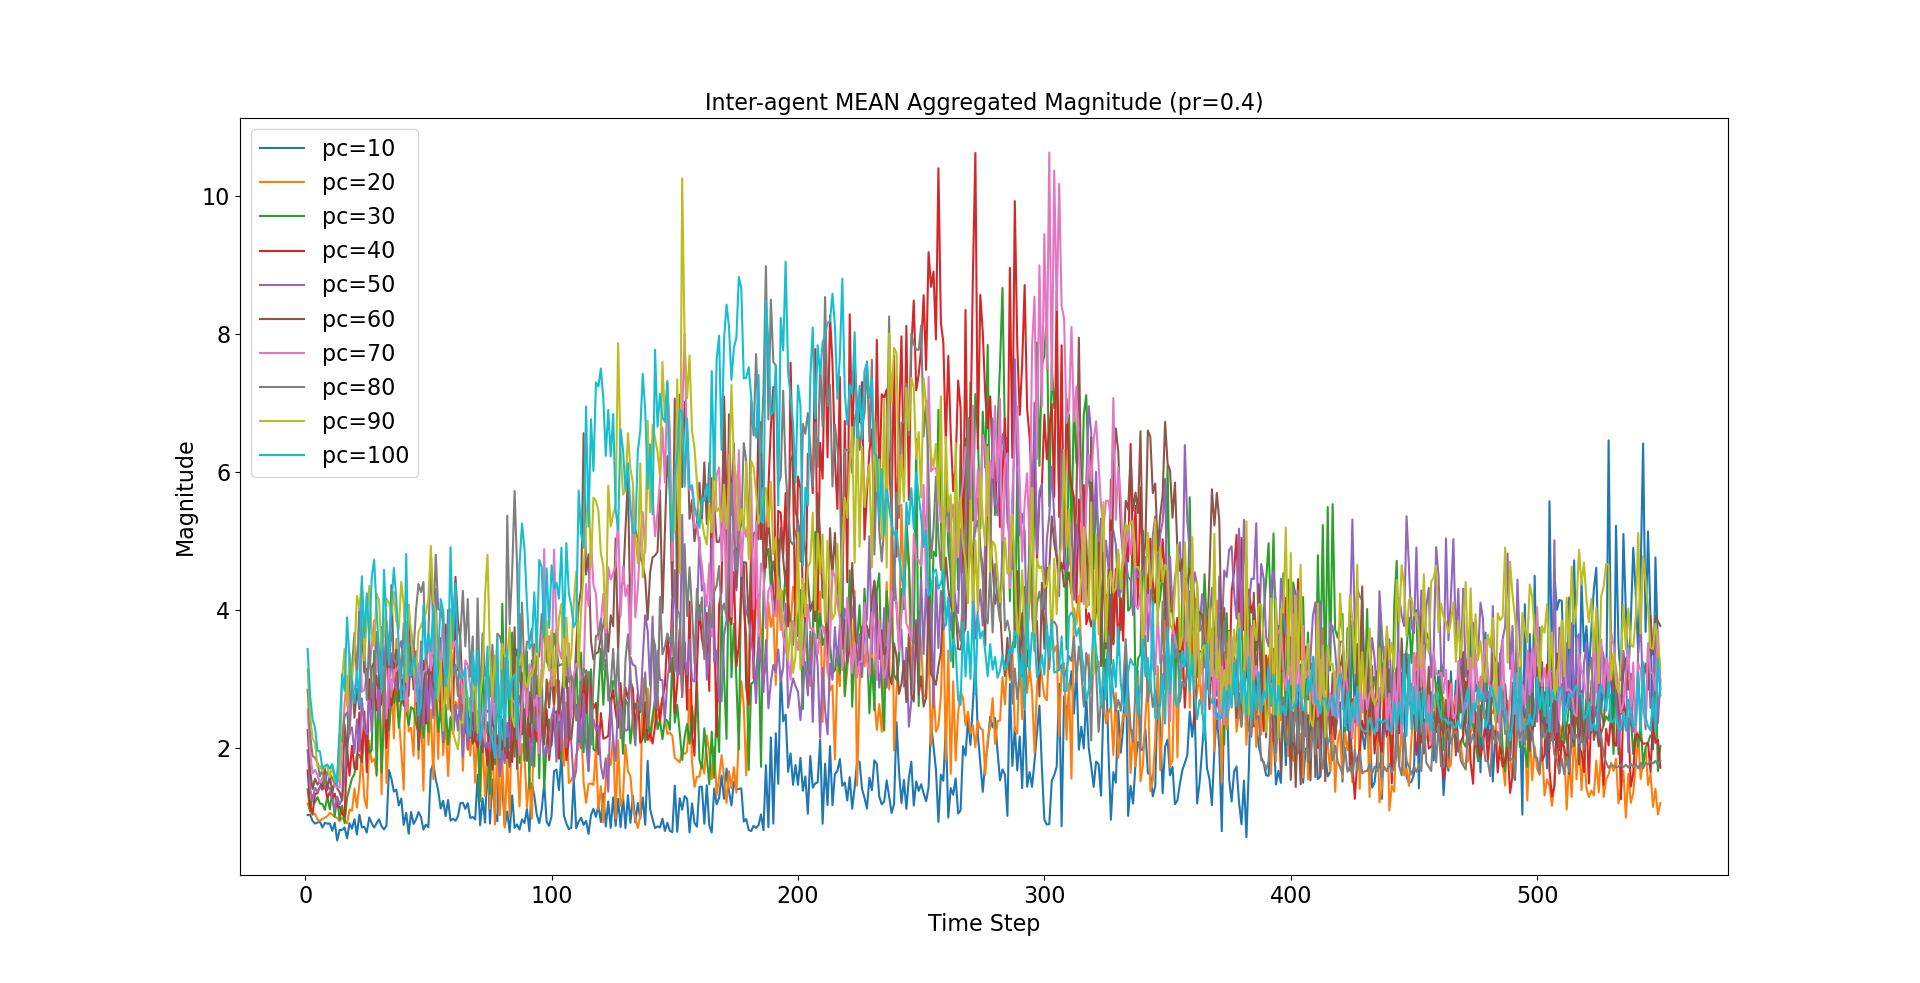 Inter-agent MEAN Aggregated Magnitude (pr=0.4)
pc=10
pc=20
pc=30
pc=40
pc=50
pc=60
pc=70
pc=80
pc=90
pc=100
Magnitude
10
8
6
4
2
0 100 200 300 400 500
Time Step